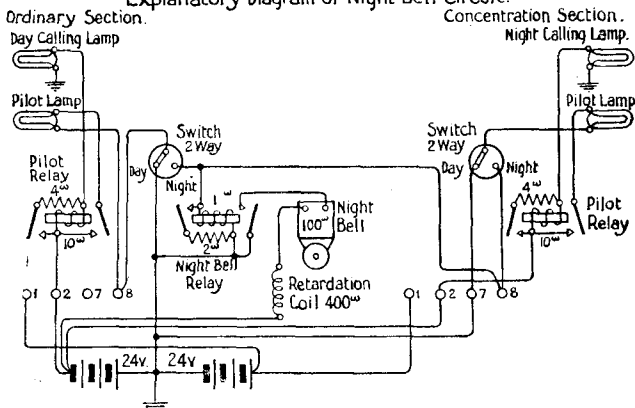 Explanatory Diagram of Night Bell Circuit.
Ordinary Section.
Concentration Section.
Day Calling Lamp
Night Calling Lamp.
Pilot Lamp
Pilot Lamp
Switch
2 Way
Switch
2 Way
Day
Night
Day
Night
Pilot
Relay
4ω
10ω
1ω
2ω
Night Bell
Relay
100ω
Night
Bell
4ω
10ω
Pilot
Relay
Retardation
Coil 400ω
1 2 7 8
1 2 7 8
24v. 24v